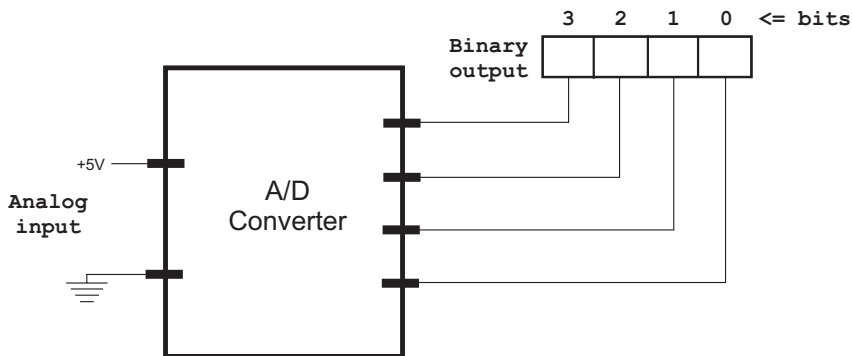 3 2 1 0 <= bits
Binary
output
+5V
Analog
input
A/D
Converter